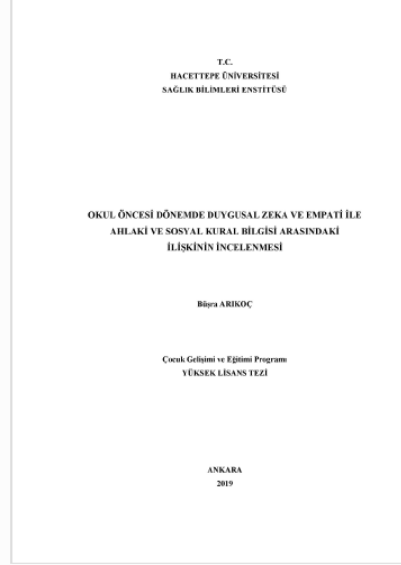 T.C.
HACETTEPE ÜNİVERSİTESİ
SAĞLIK BİLİMLERİ ENSTİTÜSÜ
OKUL ÖNCESİ DÖNEMDE DUYGUSAL ZEKA VE EMPATİ İLE
AHLAKİ VE SOSYAL KURAL BİLGİSİ ARASINDAKİ
İLİŞKİNİN İNCELENMESİ
Büşra ARIKOÇ
Çocuk Gelişimi ve Eğitimi Programı
YÜKSEK LİSANS TEZİ
ANKARA
2019